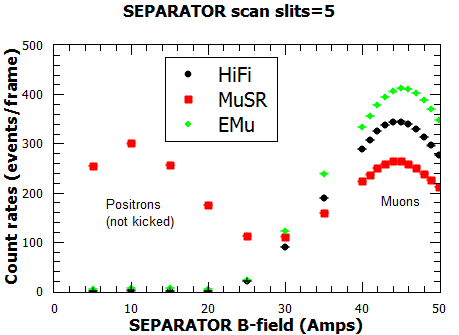 SEPARATOR scan slits=5
Count rates (events/frame)
500
400
300
200
100
0
HiFi
MuSR
EMu
Positrons
(not kicked)
Muons
0 10 20 30 40 50
SEPARATOR B-field (Amps)